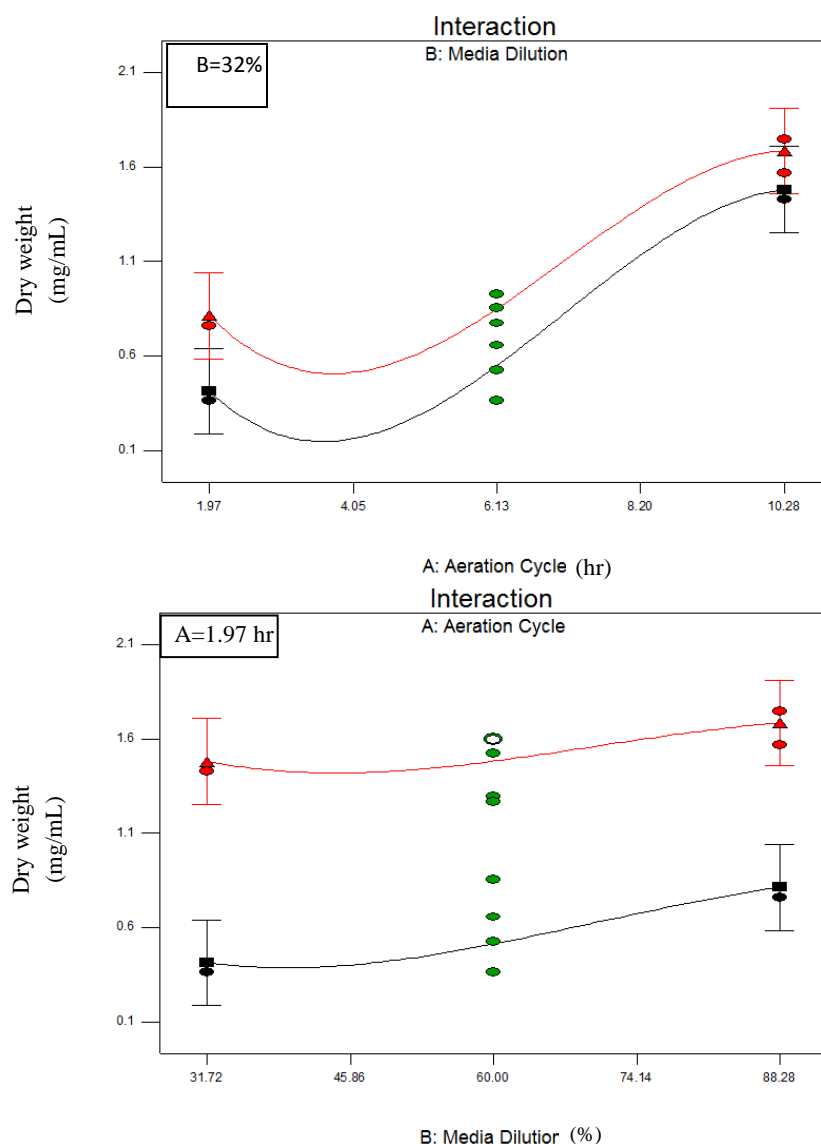 Interaction
B: Media Dilution
B=32%
2.1
1.6
1.1
0.6
0.1
Dry weight
(mg/mL)
1.97 4.05 6.13 8.20 10.28
A: Aeration Cycle (hr)
Interaction
A: Aeration Cycle
A=1.97 hr
2.1
1.6
1.1
0.6
0.1
Dry weight
(mg/mL)
31.72 45.86 60.00 74.14 88.28
B: Media Dilution (%)